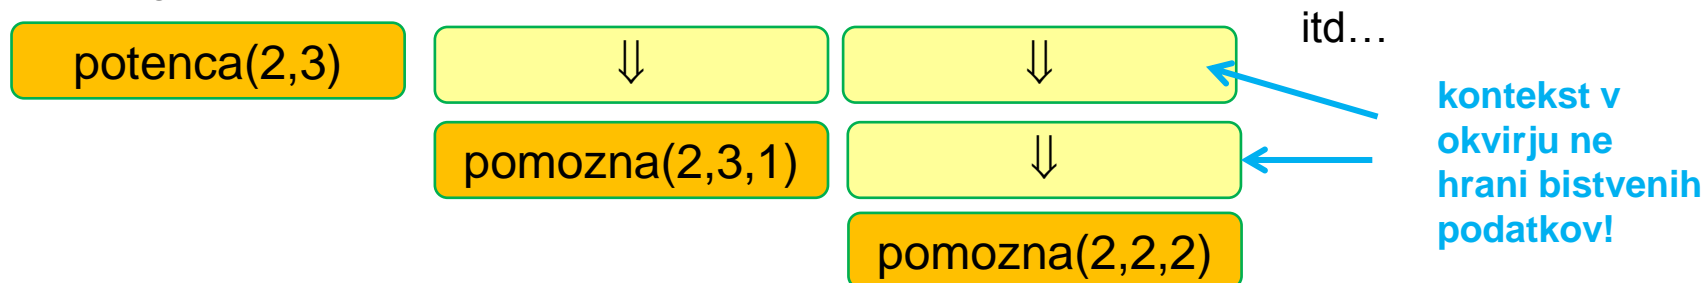 itd…
potenca(2,3) ⇓ ⇓
pomozna(2,3,1) ⇓
pomozna(2,2,2)
kontekst v
okvirju ne
hrani bistvenih
podatkov!